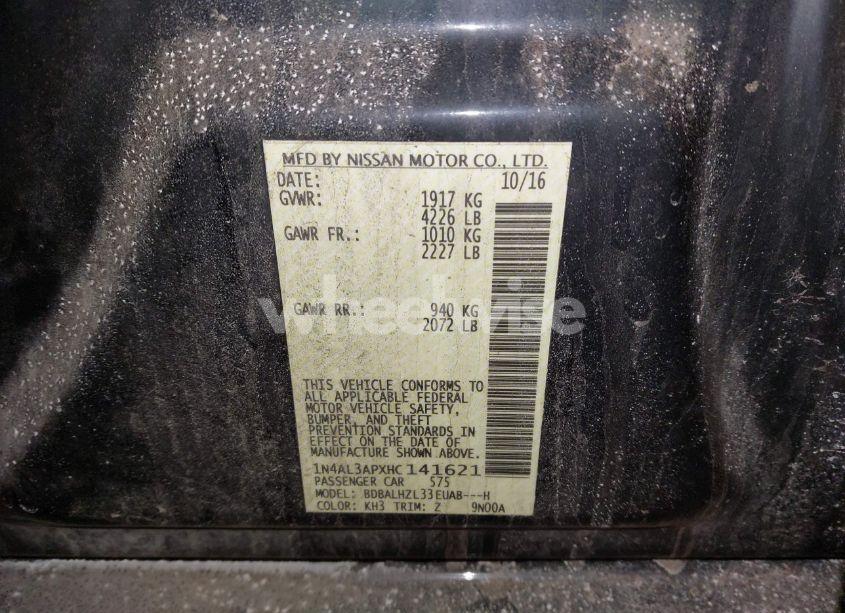 MFD BY NISSAN MOTOR CO., LTD.
DATE: 10/16
GVWR: 1917 KG
4226 LB
GAWR FR.: 1010 KG
2227 LB
GAWR RR.: 940 KG
2072 LB
wheelwise
THIS VEHICLE CONFORMS TO
ALL APPLICABLE FEDERAL
MOTOR VEHICLE SAFETY,
BUMPER, AND THEFT
PREVENTION STANDARDS IN
EFFECT ON THE DATE OF
MANUFACTURE SHOWN ABOVE.
1N4AL3APXHC141621
PASSENGER CAR 575
MODEL: BDBALHZL33EUAB---H
COLOR: KH3 TRIM: Z 9N00A